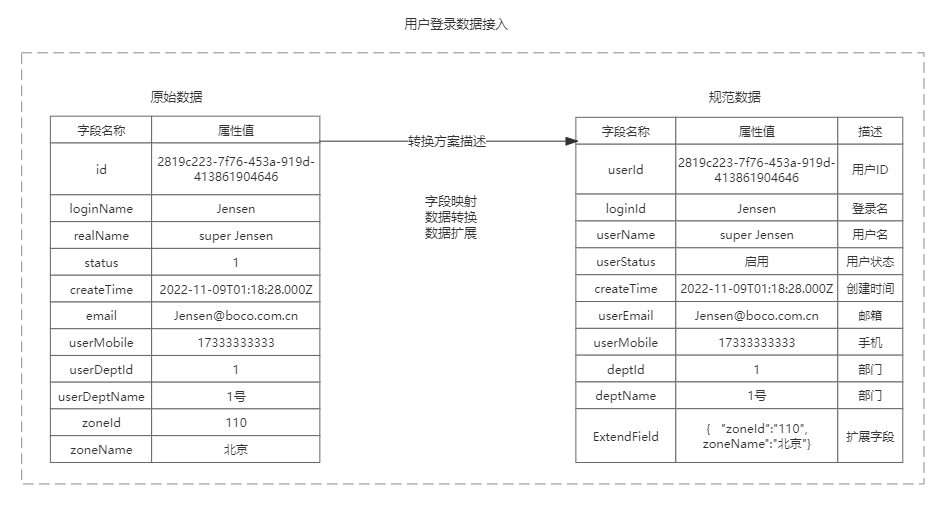 用户登录数据接入
原始数据
字段名称 属性值
id 2819c223-7f76-453a-919d-
413861904646
loginName Jensen
realName super Jensen
status 1
createTime 2022-11-09T01:18:28.000Z
email Jensen@boco.com.cn
userMobile 17333333333
userDeptId 1
userDeptName 1号
zoneId 110
zoneName 北京
转换方案描述
字段映射
数据转换
数据扩展
规范数据
字段名称 属性值 描述
userId 2819c223-7f76-453a-919d-
413861904646 用户ID
loginId Jensen 登录名
userName super Jensen 用户名
userStatus 启用 用户状态
createTime 2022-11-09T01:18:28.000Z 创建时间
userEmail Jensen@boco.com.cn 邮箱
userMobile 17333333333 手机
deptId 1 部门
deptName 1号 部门
ExtendField { "zoneId":"110",
zoneName":"北京"} 扩展字段